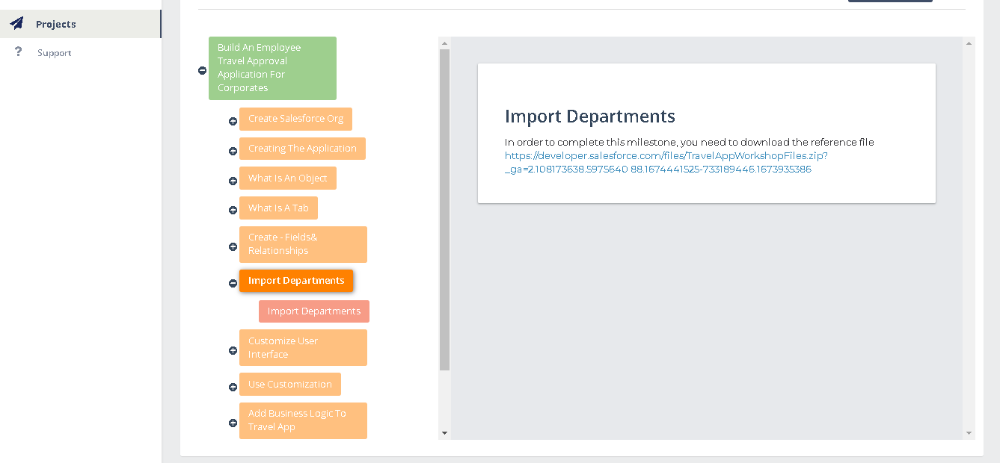 Projects
? Support
Build An Employee
Travel Approval
Application For
Corporates
Create Salesforce Org
Creating The Application
What Is An Object
What Is A Tab
Create - Fields&
Relationships
Import Departments
Import Departments
Customize User
Interface
Use Customization
Add Business Logic To
Travel App
Import Departments
In order to complete this milestone, you need to download the reference file
https://developer.salesforce.com/files/TravelAppWorkshopFiles.zip?
_ga=2.108173638.5975640 88.1674441525-733189446.1673935386